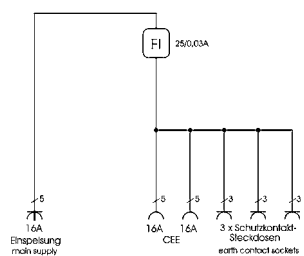 FI
25/0,03A
5
5
5
3
3
3
16A
16A
16A
Einspeisung
main supply
CEE
3 x Schutzkontakt-
Steckdosen
earth contact sockets